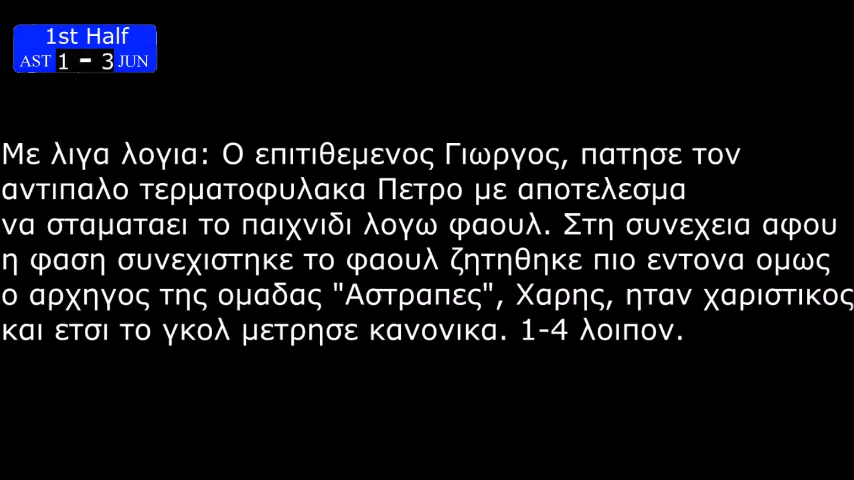 1st Half
AST 1 - 3 JUN
Με λιγα λογια: Ο επιτιθεμενος Γιωργος, πατησε τον
αντιπαλο τερματοφυλακα Πετρο με αποτελεσμα
να σταματαει το παιχνιδι λογω φαουλ. Στη συνεχεια αφου
η φαση συνεχιστηκε το φαουλ ζητηθηκε πιο εντονα ομως
ο αρχηγος της ομαδας "Αστραπες", Χαρης, ηταν χαριστικος
και ετσι το γκολ μετρησε κανονικα. 1-4 λοιπον.